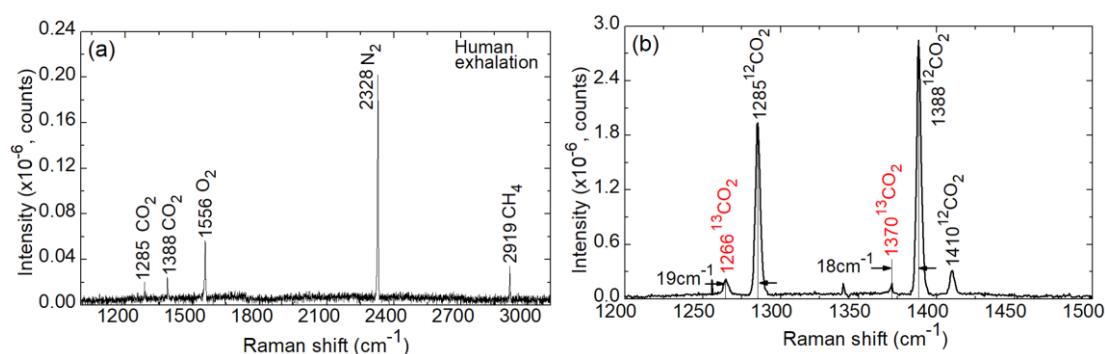 (a)
Human
exhalation
Intensity (x10-6, counts)
0.24
0.20
0.16
0.12
0.08
0.04
0.00
1285 CO2
1388 CO2
1556 O2
2328 N2
2919 CH4
1200 1600 2000 2400 2400 3000
Raman shift (cm-1)
(b)
Intensity (x10-6, counts)
3.0
2.4
1.8
1.2
0.6
0.0
19cm-1
1266 13CO2
1285 12CO2
18cm-1
1370 13CO2
1388 12CO2
1410 12CO2
1200 1250 1300 1350 1400 1450 1500
Raman shift (cm-1)